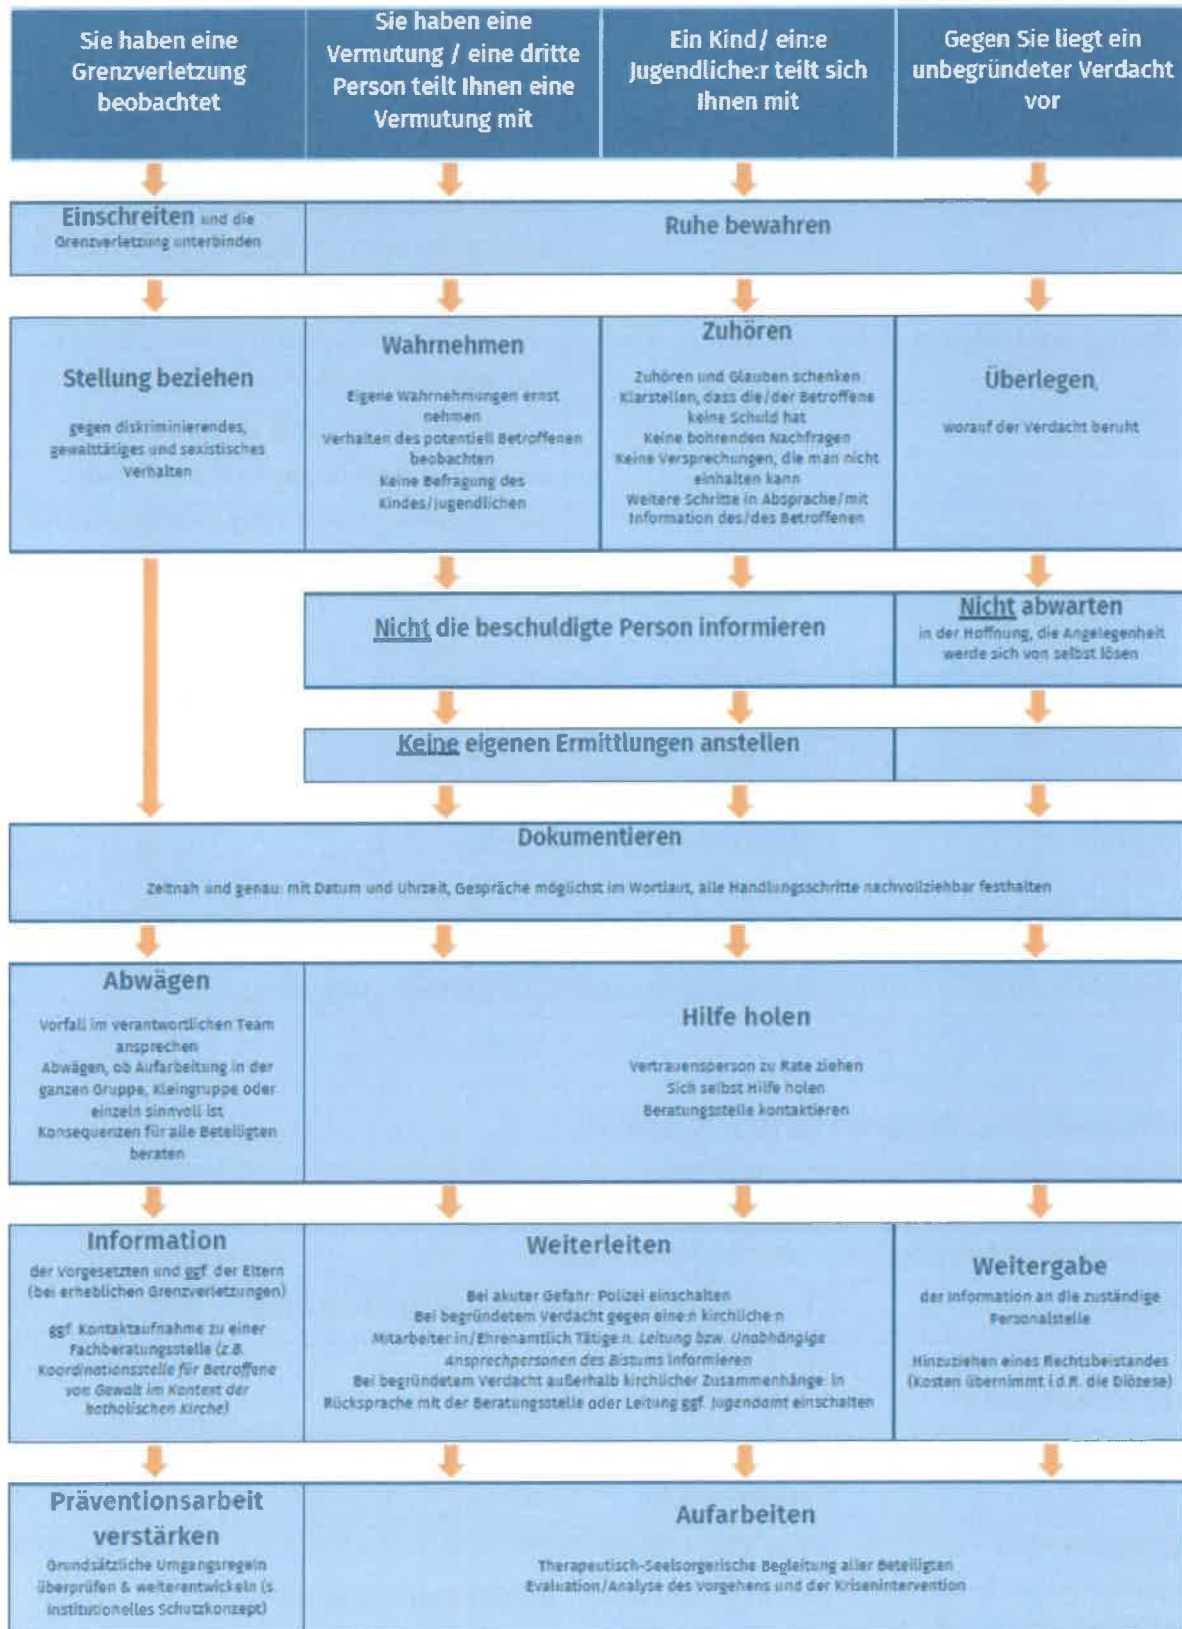 Sie haben eine
Grenzverletzung
beobachtet
Sie haben eine
Vermutung / eine dritte
Person teilt Ihnen eine
Vermutung mit
Ein Kind/ ein:e
Jugendliche:r teilt sich
Ihnen mit
Gegen Sie liegt ein
unbegründeter Verdacht
vor
Einschreiten und die
Grenzverletzung unterbinden
Ruhe bewahren
Stellung beziehen
gegen diskriminierendes,
gewalttätiges und sexistisches
Verhalten
Wahrnehmen
Eigene Wahrnehmungen ernst
nehmen
Verhalten des potentiell Betroffenen
beobachten
Keine Befragung des
Kindes/Jugendlichen
Zuhören
Zuhören und Glauben schenken
Klarstellen, dass die/der Betroffene
keine Schuld hat
Keine bohrenden Nachfragen
Keine Versprechungen, die man nicht
einhalten kann
Weitere Schritte in Absprache/mit
Information des/des Betroffenen
Überlegen,
worauf der Verdacht beruht
Nicht die beschuldigte Person informieren
Nicht abwarten
in der Hoffnung, die Angelegenheit
werde sich von selbst lösen
Keine eigenen Ermittlungen anstellen
Dokumentieren
Zeitnah und genau: mit Datum und Uhrzeit, Gespräche möglichst im Wortlaut, alle Handlungsschritte nachvollziehbar festhalten
Abwägen
Vorfall im verantwortlichen Team
ansprechen
Abwägen, ob Aufarbeitung in der
ganzen Gruppe, Kleingruppe oder
einzeln sinnvoll ist
Konsequenzen für alle Beteiligten
beraten
Hilfe holen
Vertrauensperson zu Rate ziehen
Sich selbst Hilfe holen
Beratungsstelle kontaktieren
Information
der Vorgesetzten und ggf. der Eltern
(bei erheblichen Grenzverletzungen)
ggf. Kontaktaufnahme zu einer
Fachberatungsstelle (z.B.
Koordinationsstelle für Betroffene
von Gewalt im Kontext der
katholischen Kirche)
Weiterleiten
Bei akuter Gefahr: Polizei einschalten
Bei begründetem Verdacht gegen eine:n kirchliche:n
Mitarbeiter:in/Ehrenamtlich Tätige:n: Leitung bzw. Unabhängige
Ansprechpersonen des Bistums informieren
Bei begründetem Verdacht außerhalb kirchlicher Zusammenhänge: in
Rücksprache mit der Beratungsstelle oder Leitung ggf. Jugendamt einschalten
Weitergabe
der Information an die zuständige
Personalstelle
Hinzuziehen eines Rechtsbeistandes
(Kosten übernimmt i.d.R. die Diözese)
Präventionsarbeit
verstärken
Grundsätzliche Umgangsregeln
überprüfen & weiterentwickeln (s.
Institutionelles Schutzkonzept)
Aufarbeiten
Therapeutisch-Seelsorgerische Begleitung aller Beteiligten
Evaluation/Analyse des Vorgehens und der Krisenintervention